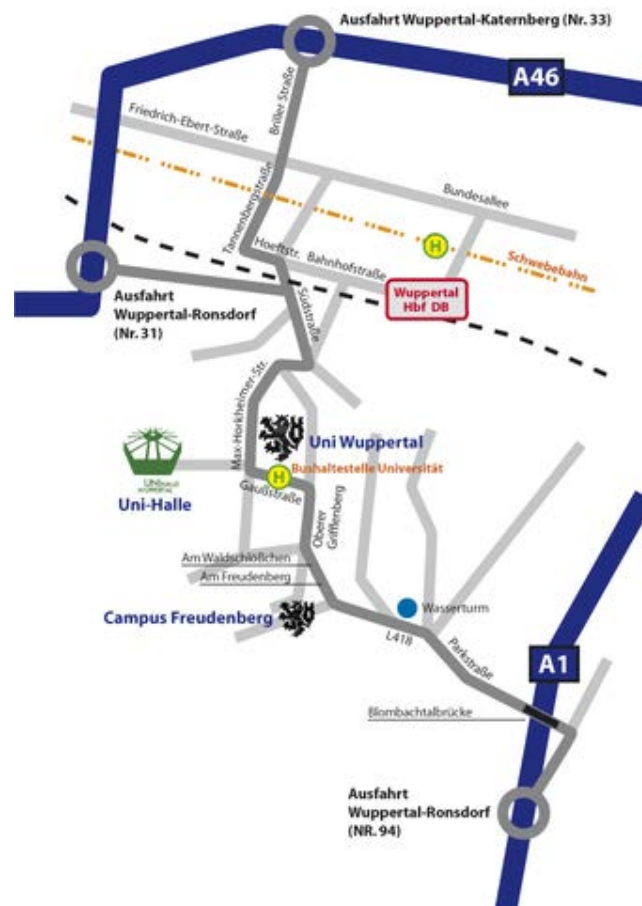 Ausfahrt Wuppertal-Katernberg (Nr. 33)
A46
Briller Straße
Friedrich-Ebert-Straße
Bundesallee
Tannenbergstraße
H
Schwebebahn
Hoeftstr.
Bahnhofstraße
Wuppertal
Hbf DB
Ausfahrt
Wuppertal-Ronsdorf
(Nr. 31)
Südstraße
Max-Horkheimer-Str.
Uni Wuppertal
Bushaltestelle Universität
H
Gaußstraße
Uni-Halle
Oberer
Grifflenberg
Am Waldschlößchen
Am Freudenberg
Campus Freudenberg
Wasserturm
L418
Parkstraße
A1
Blombachtalbrücke
Ausfahrt
Wuppertal-Ronsdorf
(NR. 94)